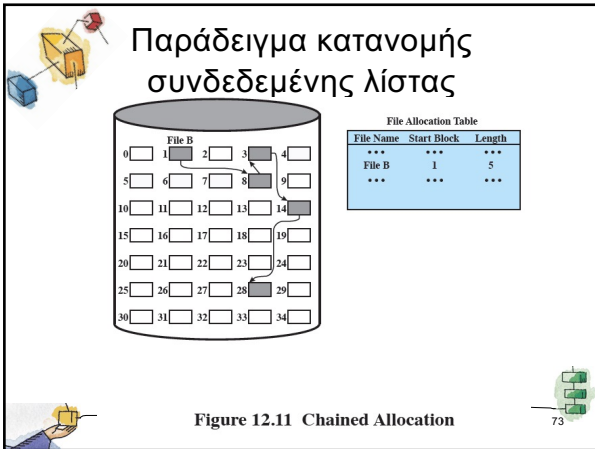 Παράδειγμα κατανομής
συνδεδεμένης λίστας
File B
0 1 2 3 4
5 6 7 8 9
10 11 12 13 14
15 16 17 18 19
20 21 22 23 24
25 26 27 28 29
30 31 32 33 34
File Allocation Table
File Name Start Block Length
••• ••• •••
File B 1 5
••• ••• •••
Figure 12.11 Chained Allocation
73